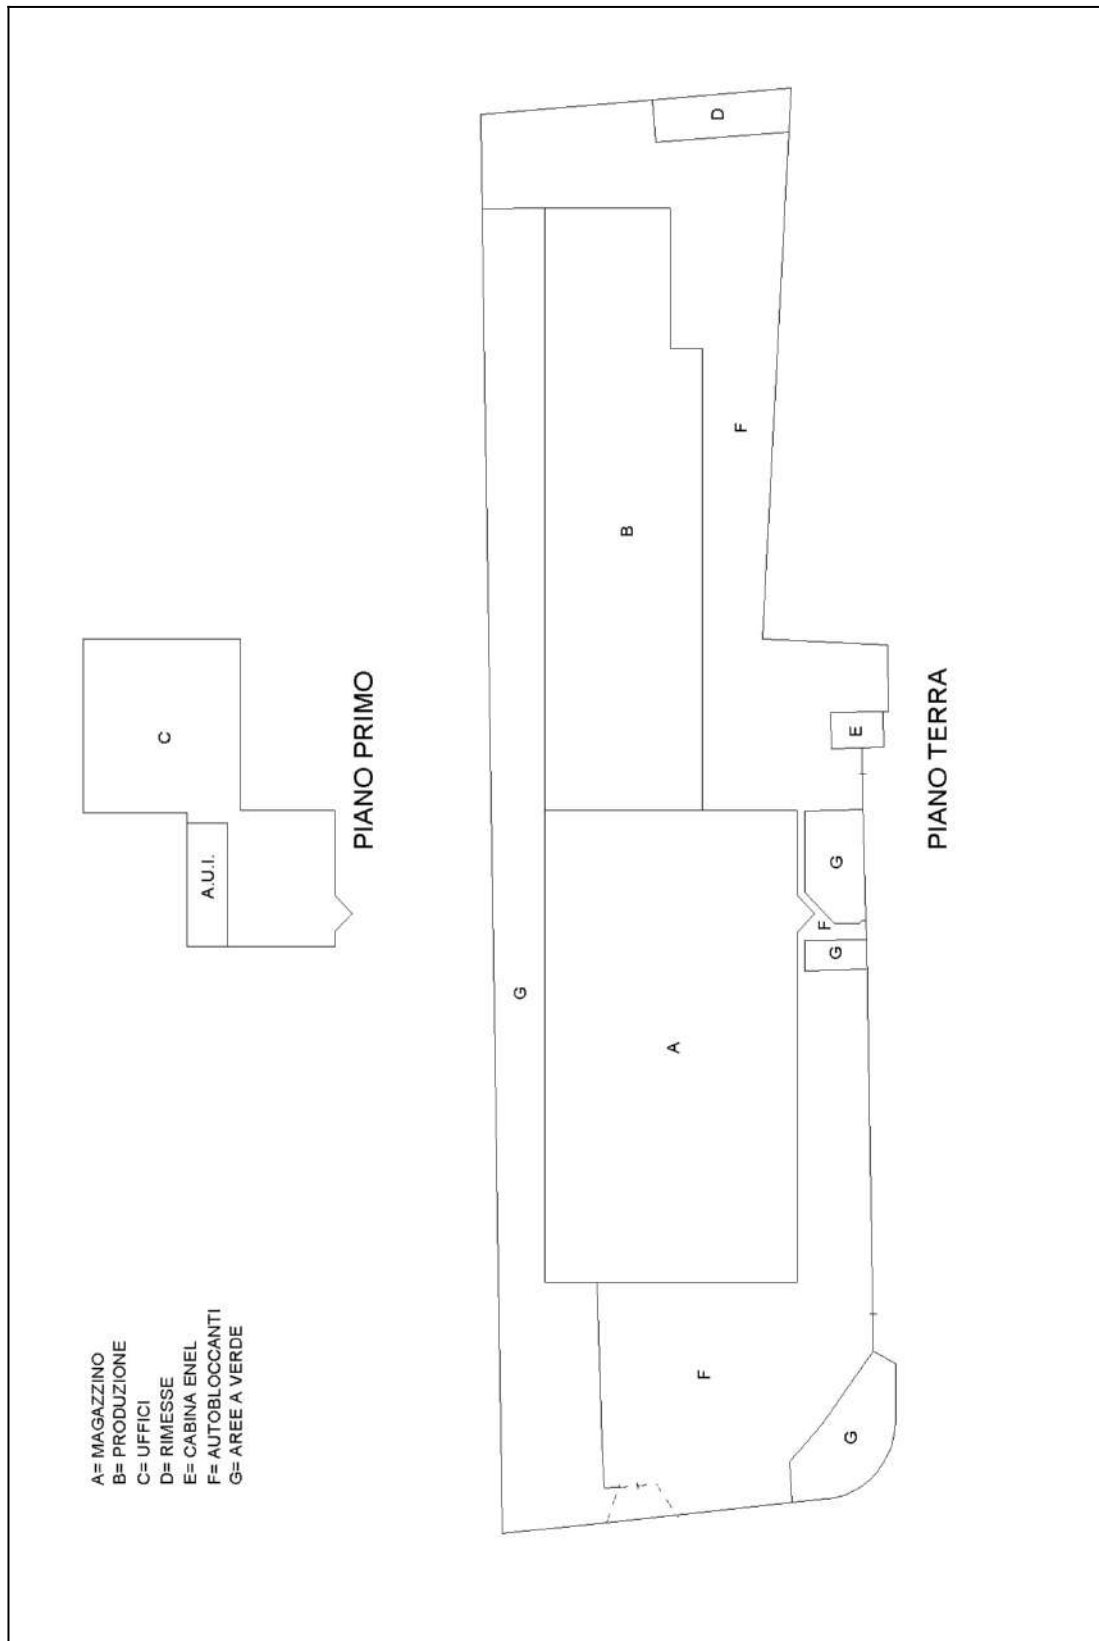 A= MAGAZZINO
B= PRODUZIONE
C= UFFICI
D= RIMESSE
E= CABINA ENEL
F= AUTOBLOCCANTI
G= AREE A VERDE
A.U.I.
C
PIANO PRIMO
G
B
D
A
F
F
G
G
F
G
E
PIANO TERRA